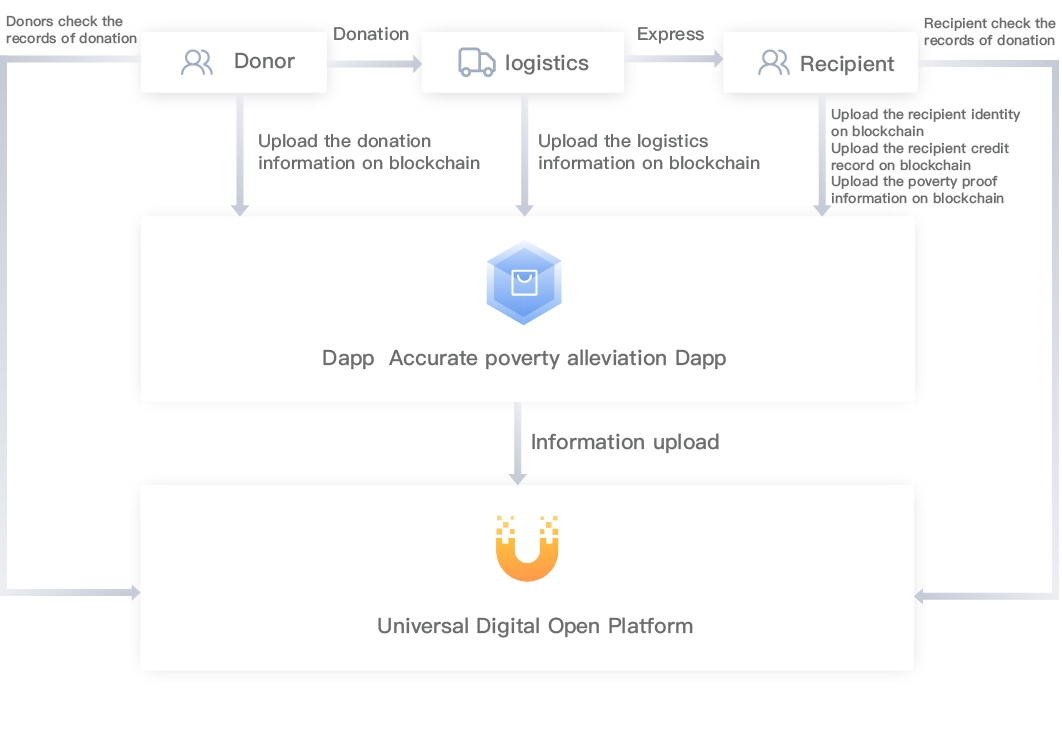 Donors check the
records of donation
Donor
Donation
logistics
Express
Recipient
Recipient check the
records of donation
Upload the donation
information on blockchain
Upload the logistics
information on blockchain
Upload the recipient identity
on blockchain
Upload the recipient credit
record on blockchain
Upload the poverty proof
information on blockchain
Dapp Accurate poverty alleviation Dapp
Information upload
Universal Digital Open Platform